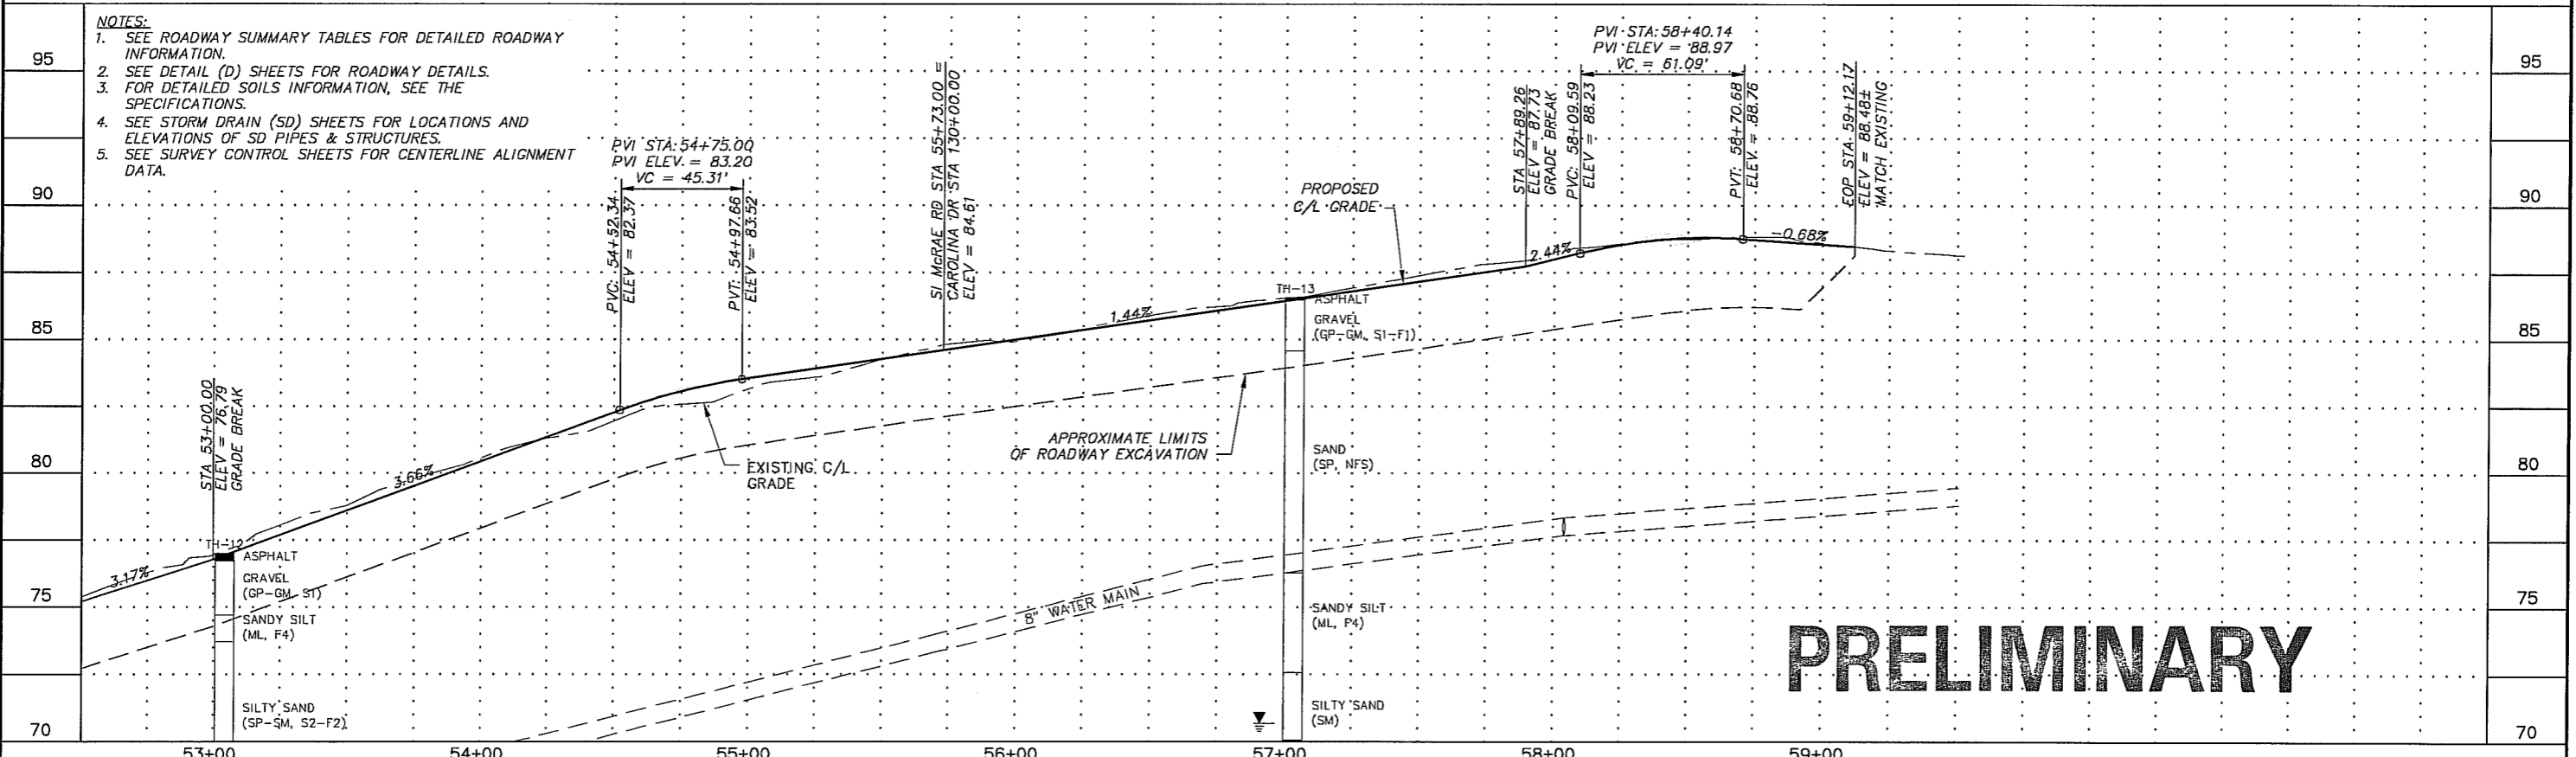 NOTES:
1. SEE ROADWAY SUMMARY TABLES FOR DETAILED ROADWAY
INFORMATION.
2. SEE DETAIL (D) SHEETS FOR ROADWAY DETAILS.
3. FOR DETAILED SOILS INFORMATION, SEE THE
SPECIFICATIONS.
4. SEE STORM DRAIN (SD) SHEETS FOR LOCATIONS AND
ELEVATIONS OF SD PIPES & STRUCTURES.
5. SEE SURVEY CONTROL SHEETS FOR CENTERLINE ALIGNMENT
DATA.
95
90
85
80
75
70
STA 53+00.00
ELEV = 76.79
GRADE BREAK
3.17%
TH-12
ASPHALT
GRAVEL
(GP-GM, S1)
SANDY SILT
(ML, F4)
SILTY SAND
(SP-SM, S2-F2)
3.66%
PVI STA: 54+75.00
PVI ELEV = 83.20
VC = 45.31'
PVC: 54+52.34
ELEV = 82.37
PVT: 54+97.66
ELEV = 83.52
EXISTING C/L
GRADE
SI McRAE RD STA 55+73.00 =
CAROLINA DR STA 130+00.00
ELEV = 84.61
1.44%
APPROXIMATE LIMITS
OF ROADWAY EXCAVATION
8" WATER MAIN
PROPOSED
C/L GRADE
TH-13
ASPHALT
GRAVEL
(GP-GM, S1-F1)
SAND
(SP, NFS)
SANDY SILT
(ML, F4)
SILTY SAND
(SM)
STA 57+89.26
ELEV = 87.73
GRADE BREAK
2.44%
PVI STA: 58+40.14
PVI ELEV = 88.97
VC = 61.09'
PVC: 58+09.59
ELEV = 88.23
PVT: 58+70.68
ELEV = 88.76
-0.68%
EOP STA 59+12.17
ELEV = 88.48±
MATCH EXISTING
PRELIMINARY
95
90
85
80
75
70
53+00
54+00
55+00
56+00
57+00
58+00
59+00